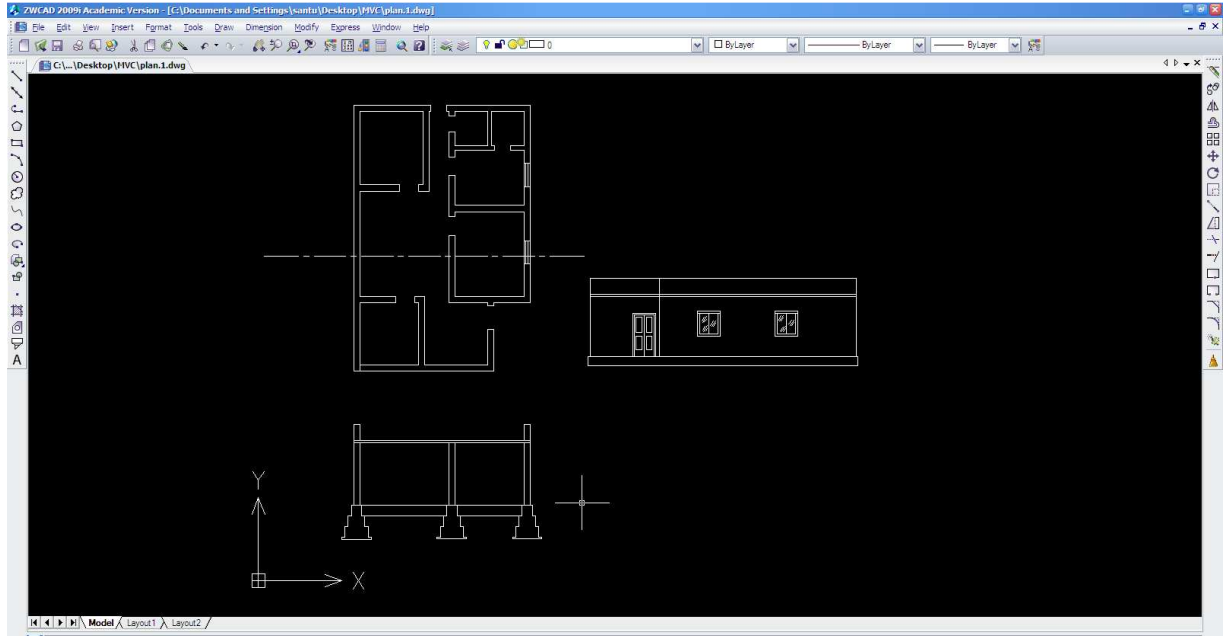 ZWCAD 2009i Academic Version - [C:\Documents and Settings\santu\Desktop\MVC\plan.1.dwg]
File Edit View Insert Format Tools Draw Dimension Modify Express Window Help
0 ByLayer ByLayer ByLayer
C:\...\Desktop\MVC\plan.1.dwg
A
Y
X
Model Layout1 Layout2